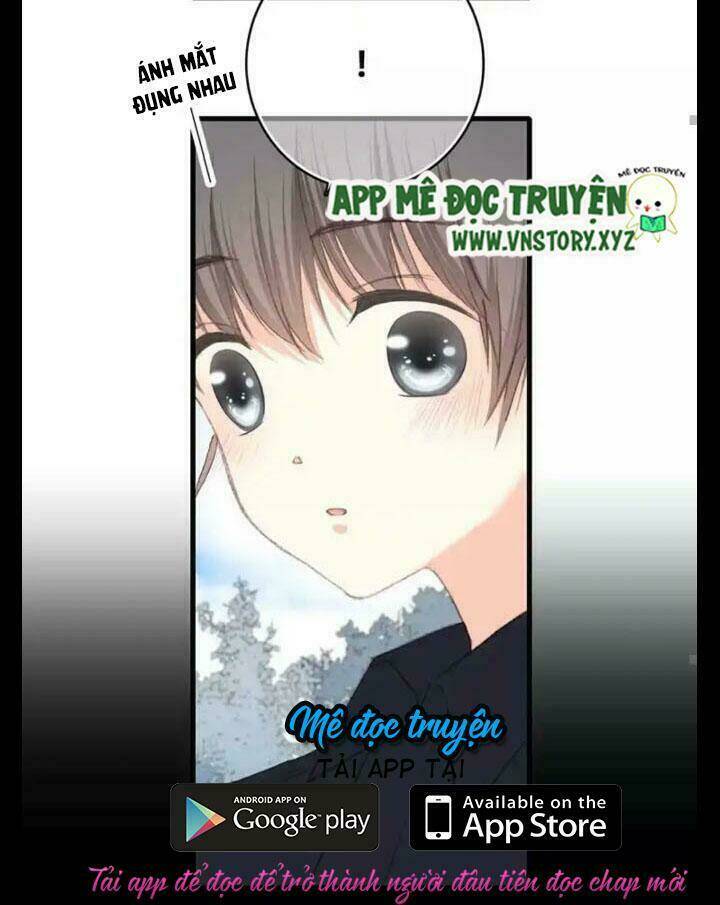 !
ÁNH MẮT
ĐỤNG NHAU
MÊ ĐỌC TRUYỆN
APP MÊ ĐỌC TRUYỆN
WWW.VNSTORY.XYZ
Mê đọc truyện
TẢI APP TẠI
ANDROID APP ON
Google play
Available on the
App Store
Tải app để đọc để trở thành người đâu tiên đọc chap mới